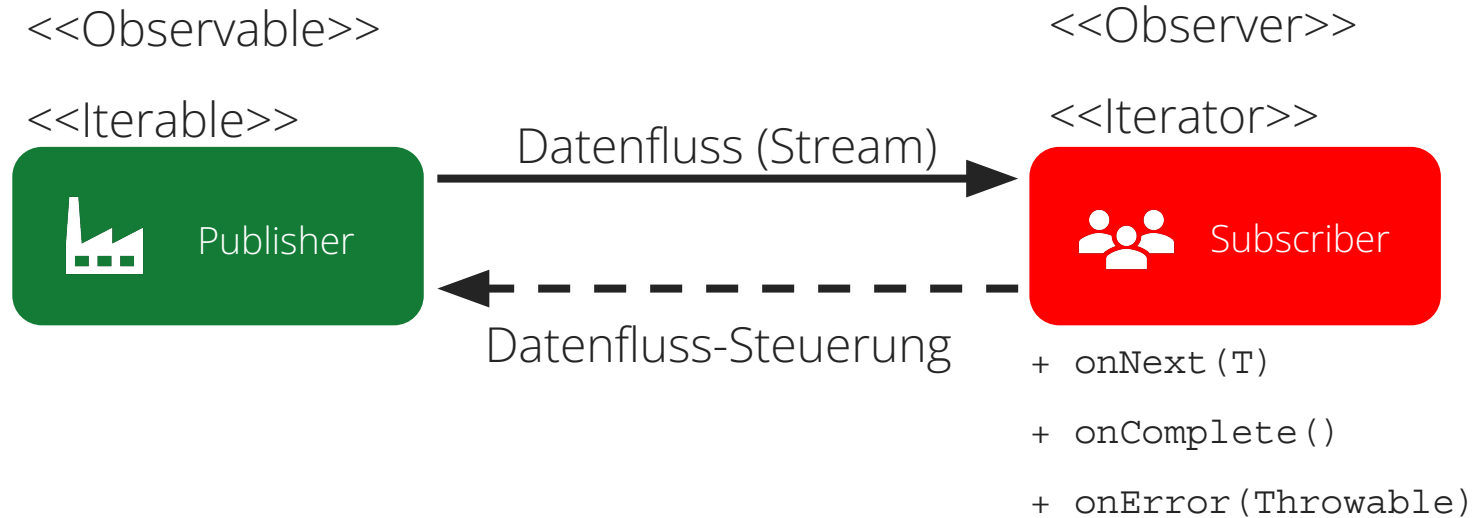 <<Observable>>
<<Iterable>>
Publisher
Datenfluss (Stream)
Datenfluss-Steuerung
<<Observer>>
<<Iterator>>
Subscriber
+ onNext(T)
+ onComplete()
+ onError(Throwable)